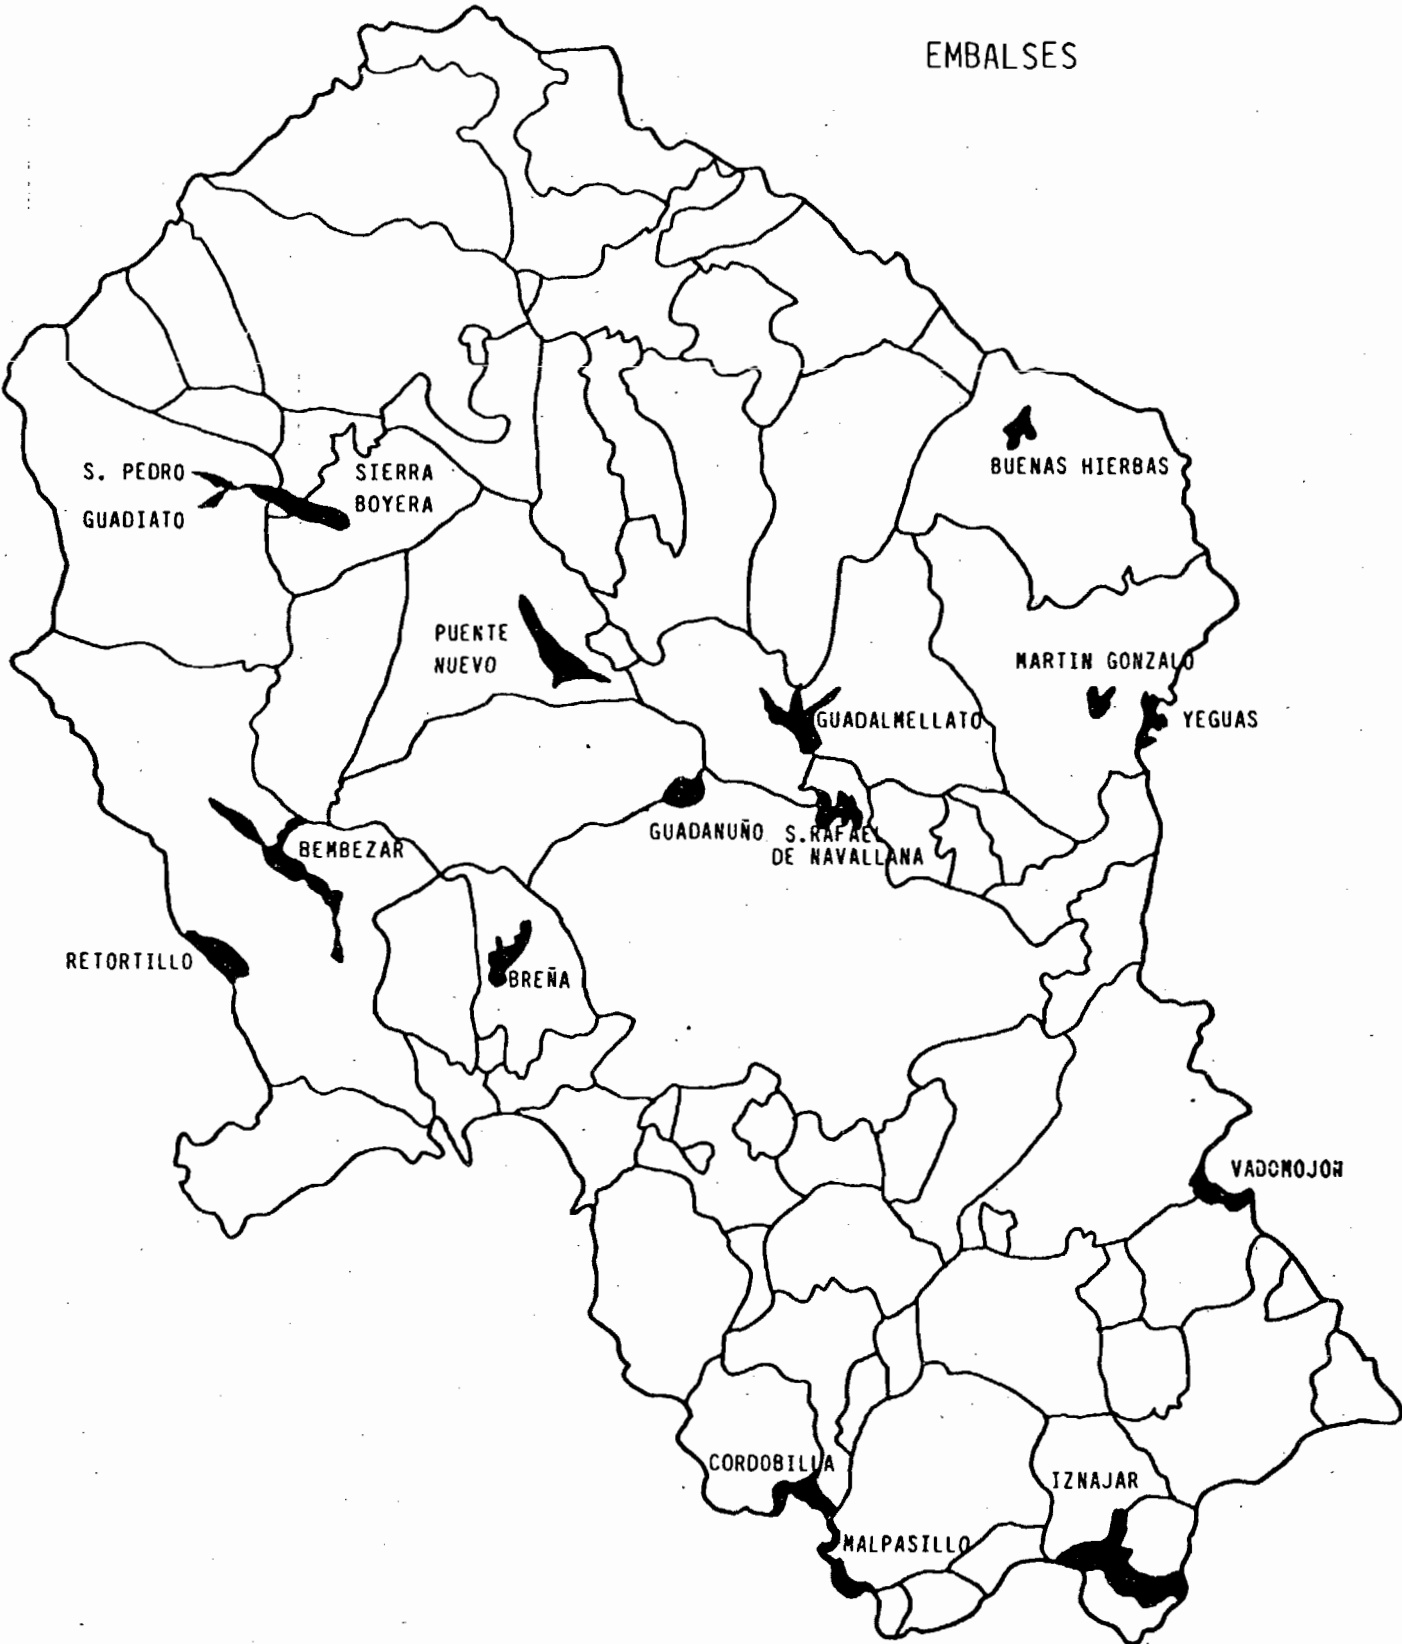 EMBALSES
BUENAS HIERBAS
S. PEDRO
SIERRA
BOYERA
GUADIATO
PUENTE
NUEVO
MARTIN GONZALO
GUADALMELLATO
YEGUAS
GUADANUÑO
S.RAFAEL
DE NAVALLANA
BEMBEZAR
RETORTILLO
BREÑA
VADOMOJON
CORDOBILLA
IZNAJAR
MALPASILLO